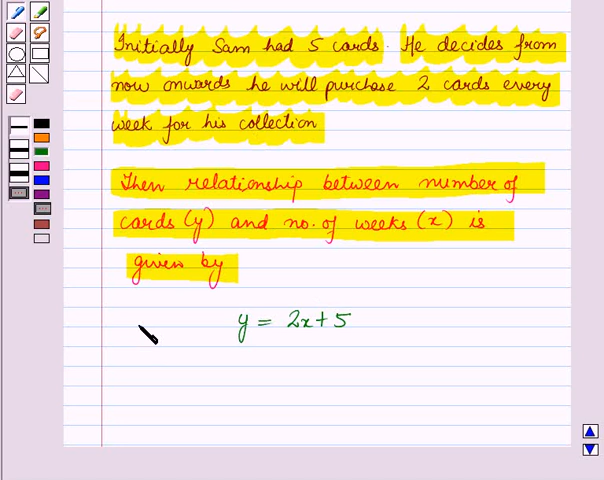 Initially Sam had 5 cards. He decides from
now onwards he will purchase 2 cards every
week for his collection
Then relationship between number of
cards (y) and no. of weeks (x) is
given by
y = 2x + 5